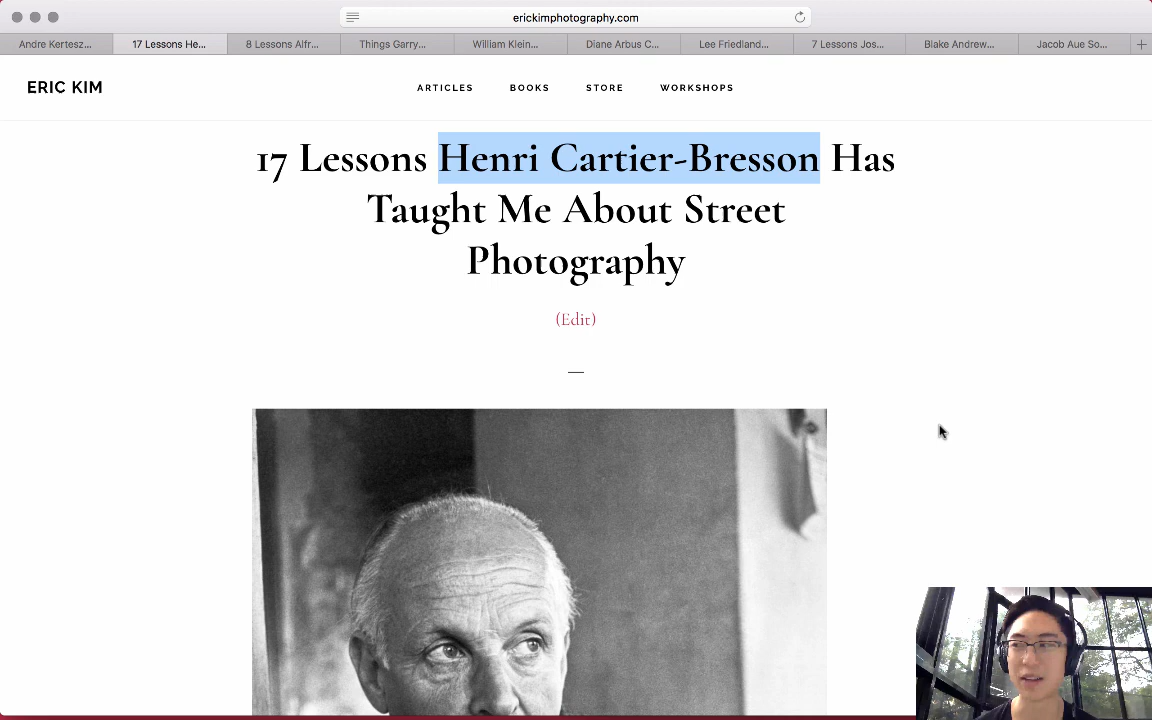 erickimphotography.com
Andre Kertesz... 17 Lessons He... 8 Lessons Alfr... Things Garry... William Klein... Diane Arbus C... Lee Friedland... 7 Lessons Jos... Blake Andrew... Jacob Aue So...
ERIC KIM ARTICLES BOOKS STORE WORKSHOPS
17 Lessons Henri Cartier-Bresson Has
Taught Me About Street
Photography
(Edit)